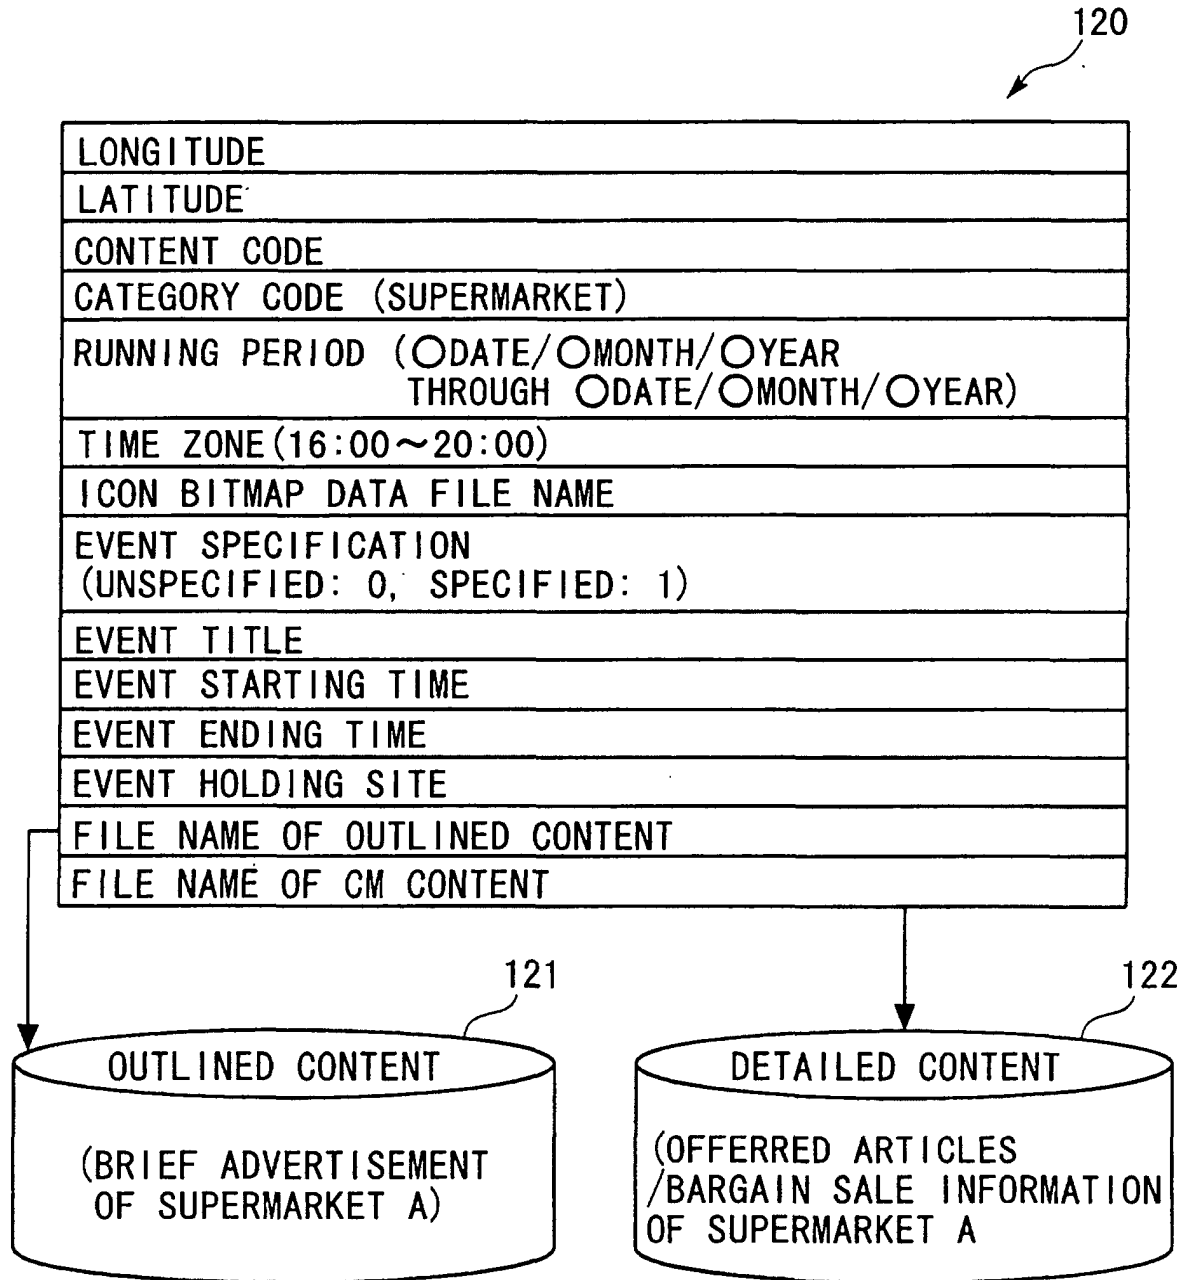 120
LONGITUDE
LATITUDE
CONTENT CODE
CATEGORY CODE (SUPERMARKET)
RUNNING PERIOD (○DATE/○MONTH/○YEAR
THROUGH ○DATE/○MONTH/○YEAR)
TIME ZONE(16:00～20:00)
ICON BITMAP DATA FILE NAME
EVENT SPECIFICATION
(UNSPECIFIED: 0, SPECIFIED: 1)
EVENT TITLE
EVENT STARTING TIME
EVENT ENDING TIME
EVENT HOLDING SITE
FILE NAME OF OUTLINED CONTENT
FILE NAME OF CM CONTENT
121
OUTLINED CONTENT
(BRIEF ADVERTISEMENT
OF SUPERMARKET A)
122
DETAILED CONTENT
(OFFERRED ARTICLES
/BARGAIN SALE INFORMATION
OF SUPERMARKET A